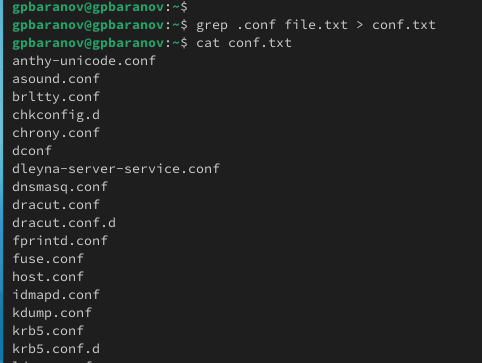 gpbaranov@gpbaranov:~$
gpbaranov@gpbaranov:~$ grep .conf file.txt > conf.txt
gpbaranov@gpbaranov:~$ cat conf.txt
anthy-unicode.conf
asound.conf
brltty.conf
chkconfig.d
chrony.conf
dconf
dleyna-server-service.conf
dnsmasq.conf
dracut.conf
dracut.conf.d
fprintd.conf
fuse.conf
host.conf
idmapd.conf
kdump.conf
krb5.conf
krb5.conf.d